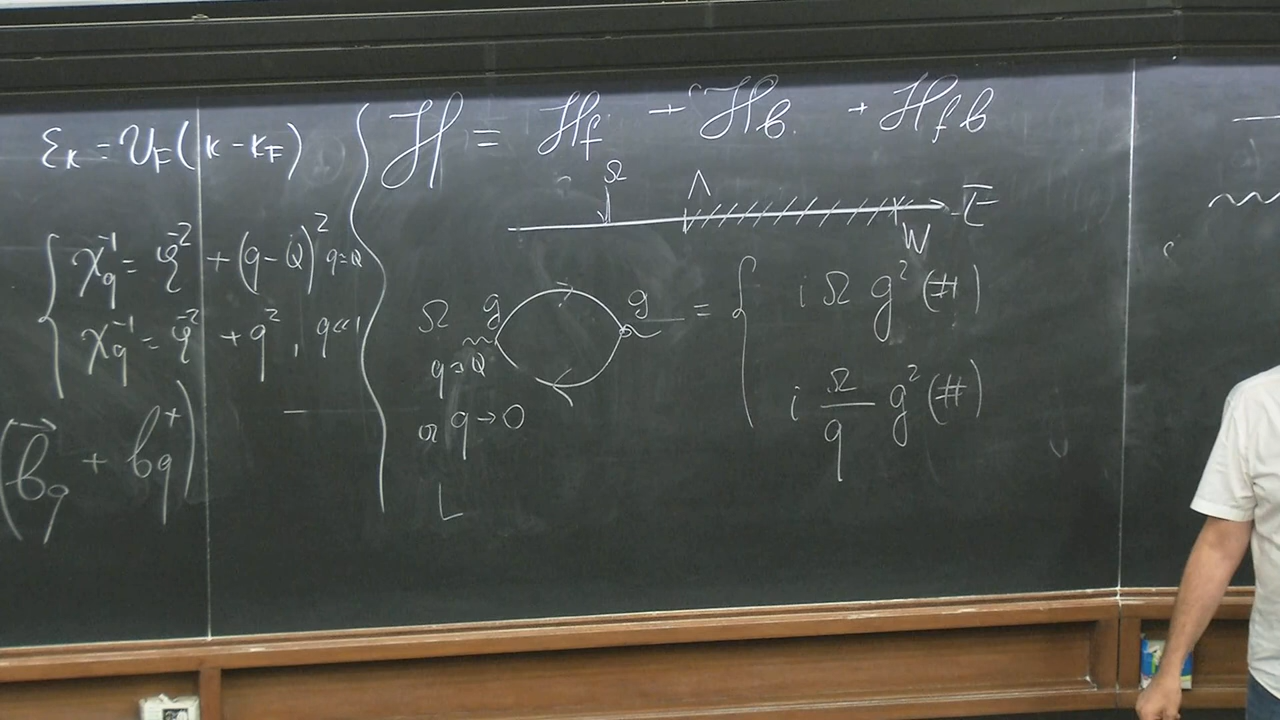 ε_k = v_F (k - k_F)
χ_q^{-1} = ξ^{-2} + (q - Q)^2 q≈Q
χ_q^{-1} = ξ^{-2} + q^2, q<<1
(b_q + b_q^+)
H = H_f + H_b + H_fb
Ω Λ W E
Ω g g = { i Ω g^2 (#)
q≈Q
or q → 0
i Ω/q g^2 (#)
L